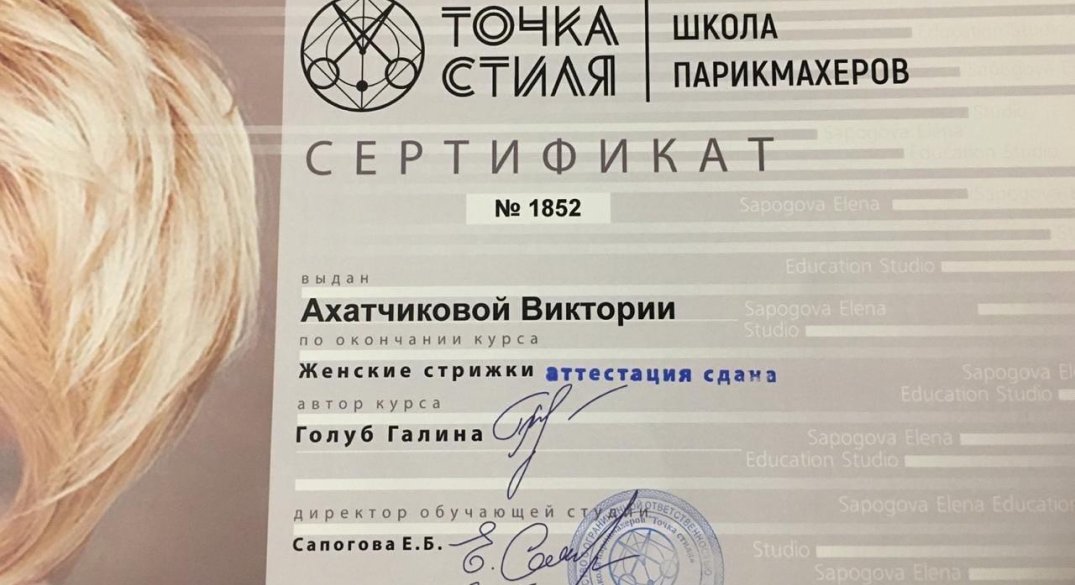 ТОЧКА
СТИЛЯ
ШКОЛА
ПАРИКМАХЕРОВ
СЕРТИФИКАТ
№ 1852
Sapogova Elena
выдан
Education Studio
Ахатчиковой Виктории
Sapogova Elena
Studio
по окончании курса
Женские стрижки аттестация сдана
Sapogova El
Education Studio
автор курса
Голуб Галина
Sapogova Elena
Education Studio
Sapogova Elena Education
директор обучающей студии
Сапогова Е.Б.
Studio
Sapogova Elena